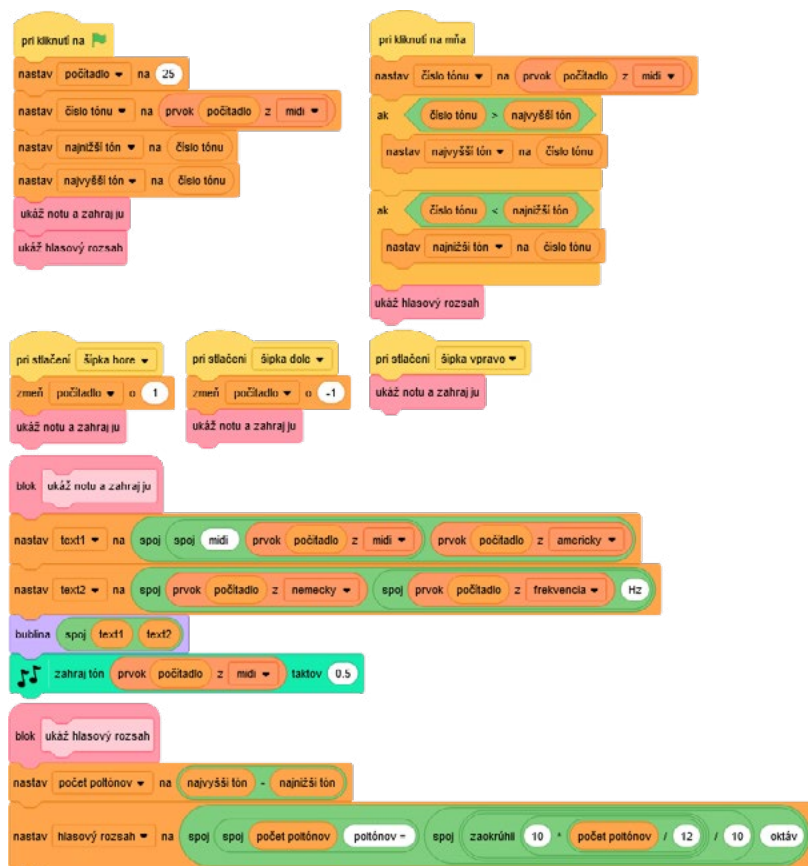 pri kliknutí na
nastav počítadlo na 25
nastav číslo tónu na prvok počítadlo z midi
nastav najnižší tón na číslo tónu
nastav najvyšší tón na číslo tónu
ukáž notu a zahraj ju
ukáž hlasový rozsah
pri kliknutí na mňa
nastav číslo tónu na prvok počítadlo z midi
ak číslo tónu > najvyšší tón
nastav najvyšší tón na číslo tónu
ak číslo tónu < najnižší tón
nastav najnižší tón na číslo tónu
ukáž hlasový rozsah
pri stlačení šípka hore
zmeň počítadlo o 1
ukáž notu a zahraj ju
pri stlačení šípka dole
zmeň počítadlo o -1
ukáž notu a zahraj ju
pri stlačení šípka vpravo
ukáž notu a zahraj ju
blok ukáž notu a zahraj ju
nastav text1 na spoj spoj midi prvok počítadlo z midi prvok počítadlo z americky
nastav text2 na spoj prvok počítadlo z nemecky spoj prvok počítadlo z frekvencia Hz
bublina spoj text1 text2
zahraj tón prvok počítadlo z midi taktov 0.5
blok ukáž hlasový rozsah
nastav počet poltónov na najvyšší tón - najnižší tón
nastav hlasový rozsah na spoj spoj počet poltónov poltónov = spoj zaokrúhli 10 * počet poltónov / 12 / 10 oktáv